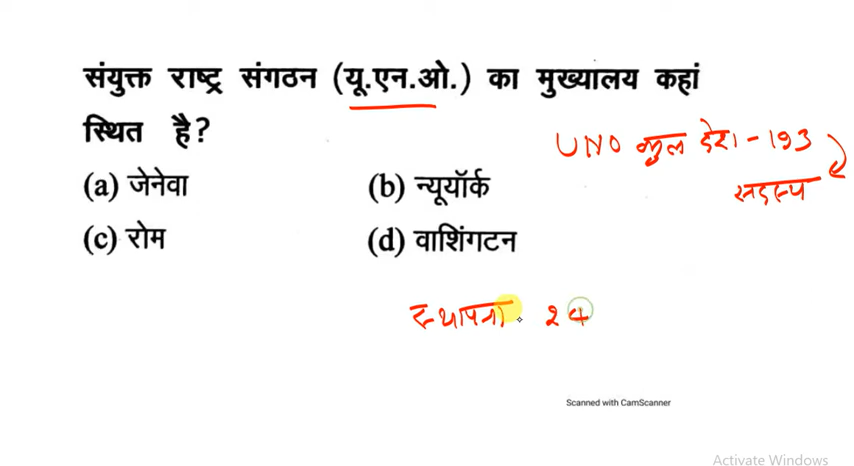 संयुक्त राष्ट्र संगठन (यू.एन.ओ.) का मुख्यालय कहां
स्थित है?
UNO कुल देश - 193
सदस्य
(a) जेनेवा (b) न्यूयॉर्क
(c) रोम (d) वाशिंगटन
स्थापना 24
Scanned with CamScanner
Activate Windows